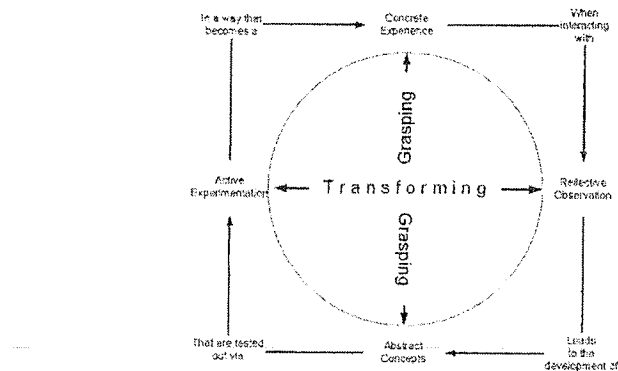 In a way that
becomes a
Concrete
Experience
When
interacting
with
Grasping
Active
Experimentation
Transforming
Reflective
Observation
Grasping
That are tested
out via
Abstract
Concepts
Leads
to the
development of